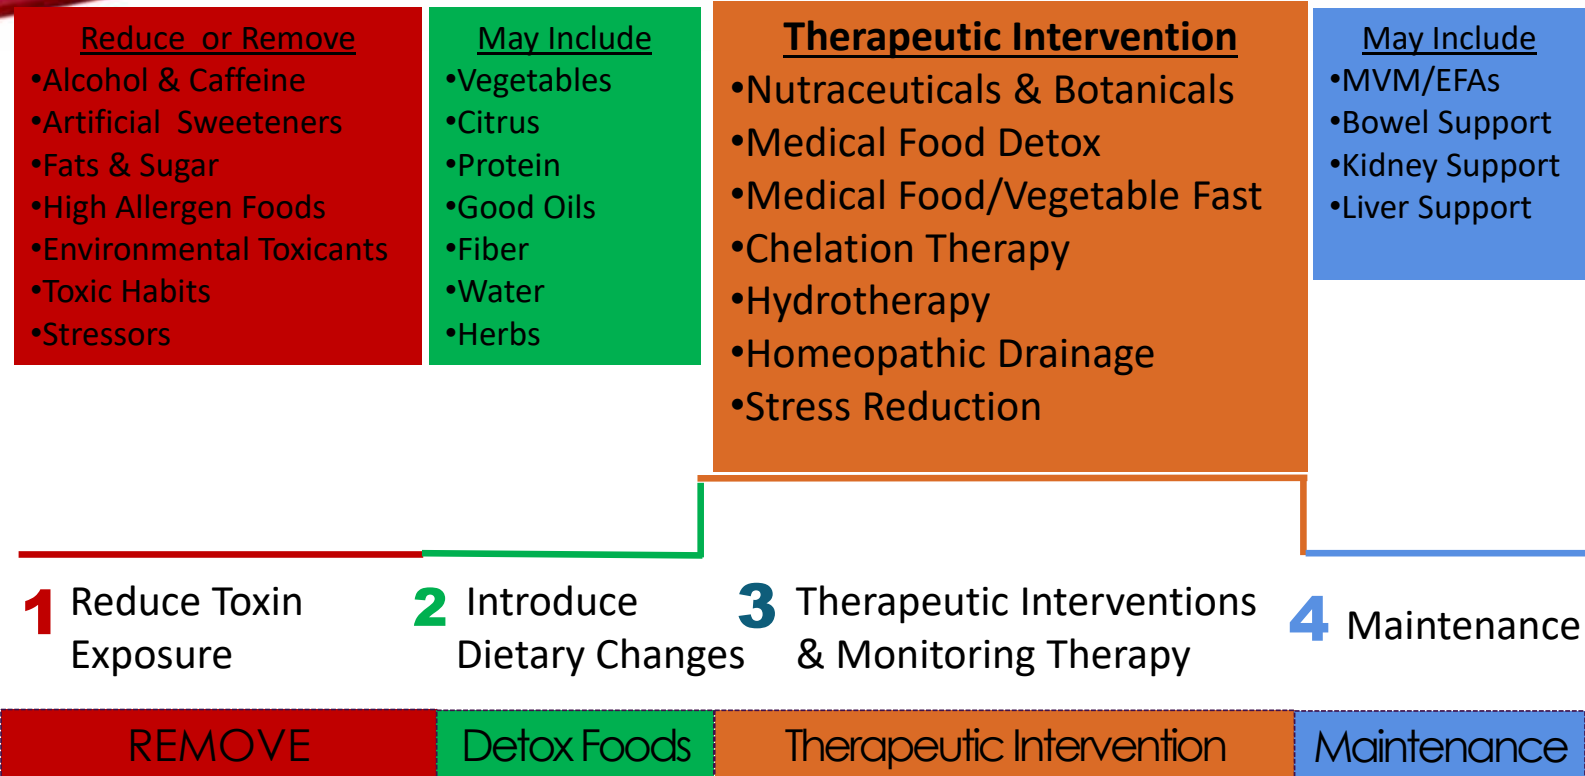 Reduce or Remove
•Alcohol & Caffeine
•Artificial Sweeteners
•Fats & Sugar
•High Allergen Foods
•Environmental Toxicants
•Toxic Habits
•Stressors
May Include
•Vegetables
•Citrus
•Protein
•Good Oils
•Fiber
•Water
•Herbs
Therapeutic Intervention
•Nutraceuticals & Botanicals
•Medical Food Detox
•Medical Food/Vegetable Fast
•Chelation Therapy
•Hydrotherapy
•Homeopathic Drainage
•Stress Reduction
May Include
•MVM/EFAs
•Bowel Support
•Kidney Support
•Liver Support
1 Reduce Toxin
Exposure
2 Introduce
Dietary Changes
3 Therapeutic Interventions
& Monitoring Therapy
4 Maintenance
REMOVE
Detox Foods
Therapeutic Intervention
Maintenance